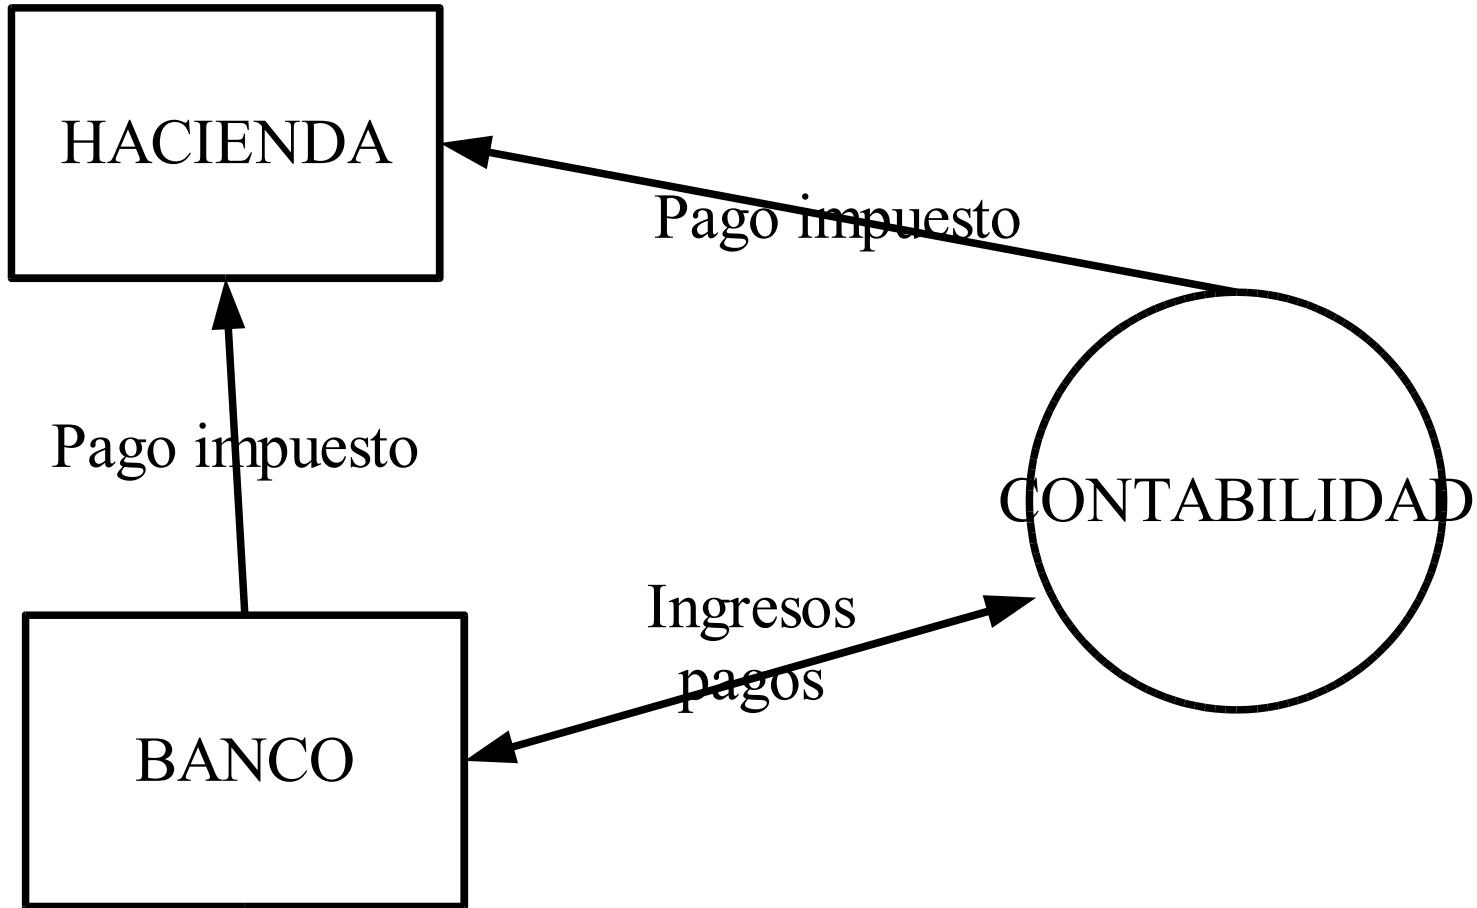 HACIENDA
Pago impuesto
Pago impuesto
CONTABILIDAD
Ingresos
pagos
BANCO